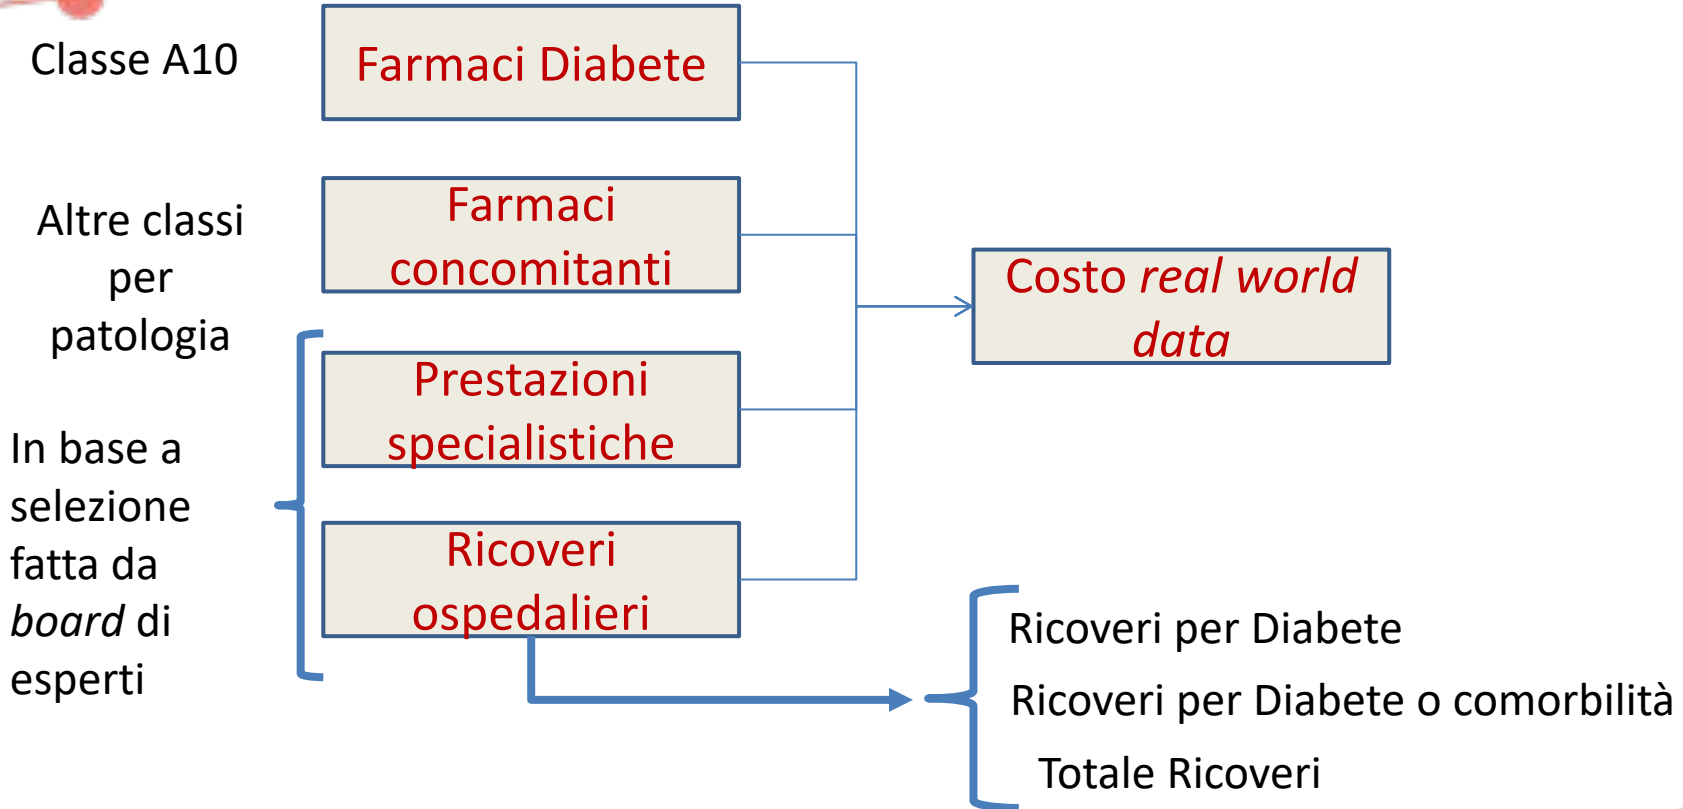 Classe A10
Farmaci Diabete
Altre classi
per
patologia
Farmaci
concomitanti
Costo real world
data
Prestazioni
specialistiche
In base a
selezione
fatta da
board di
esperti
Ricoveri
ospedalieri
Ricoveri per Diabete
Ricoveri per Diabete o comorbilità
Totale Ricoveri